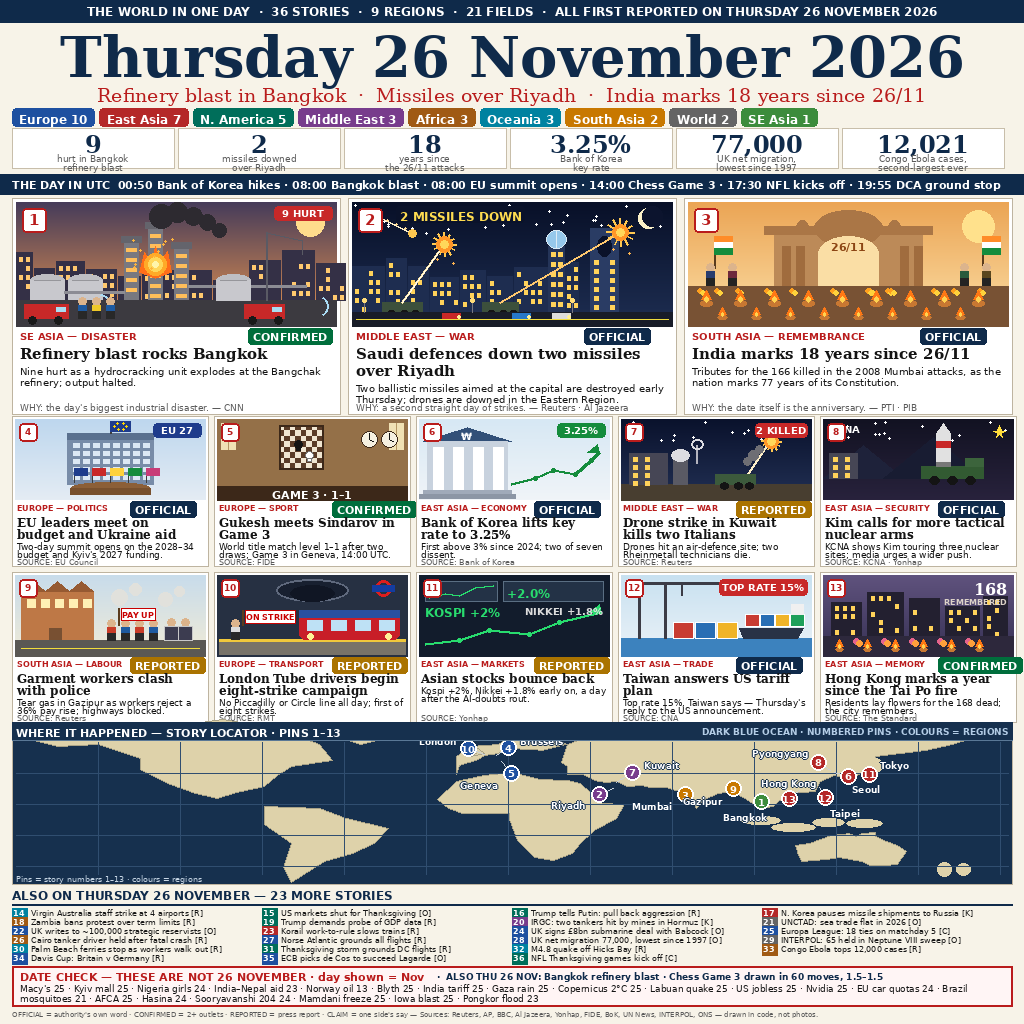 THE WORLD IN ONE DAY · 36 STORIES · 9 REGIONS · 21 FIELDS · ALL FIRST REPORTED ON THURSDAY 26 NOVEMBER 2026
Thursday 26 November 2026
Refinery blast in Bangkok · Missiles over Riyadh · India marks 18 years since 26/11
Europe 10 East Asia 7 N. America 5 Middle East 3 Africa 3 Oceania 3 South Asia 2 World 2 SE Asia 1
9
hurt in Bangkok
refinery blast
2
missiles downed
over Riyadh
18
years since
the 26/11 attacks
3.25%
Bank of Korea
key rate
77,000
UK net migration,
lowest since 1997
12,021
Congo Ebola cases,
second-largest ever
THE DAY IN UTC 00:50 Bank of Korea hikes · 08:00 Bangkok blast · 08:00 EU summit opens · 14:00 Chess Game 3 · 17:30 NFL kicks off · 19:55 DCA ground stop
1
9 HURT
SE ASIA — DISASTER
CONFIRMED
Refinery blast rocks Bangkok
Nine hurt as a hydrocracking unit explodes at the Bangchak
refinery; output halted.
WHY: the day's biggest industrial disaster. — CNN
2
2 MISSILES DOWN
MIDDLE EAST — WAR
OFFICIAL
Saudi defences down two missiles
over Riyadh
Two ballistic missiles aimed at the capital are destroyed early
Thursday; drones are downed in the Eastern Region.
WHY: a second straight day of strikes. — Reuters · Al Jazeera
3
26/11
SOUTH ASIA — REMEMBRANCE
OFFICIAL
India marks 18 years since 26/11
Tributes for the 166 killed in the 2008 Mumbai attacks, as the
nation marks 77 years of its Constitution.
WHY: the date itself is the anniversary. — PTI · PIB
4
EU 27
EUROPE — POLITICS
OFFICIAL
EU leaders meet on
budget and Ukraine aid
Two-day summit opens on the 2028–34
budget and Kyiv's 2027 funding.
SOURCE: EU Council
5
GAME 3 · 1–1
EUROPE — SPORT
CONFIRMED
Gukesh meets Sindarov in
Game 3
World title match level 1–1 after two
draws; Game 3 in Geneva, 14:00 UTC.
SOURCE: FIDE
6
₩
3.25%
EAST ASIA — ECONOMY
OFFICIAL
Bank of Korea lifts key
rate to 3.25%
First above 3% since 2024; two of seven
dissent.
SOURCE: Bank of Korea
7
2 KILLED
MIDDLE EAST — WAR
REPORTED
Drone strike in Kuwait
kills two Italians
Drones hit an air-defence site; two
Rheinmetall technicians die.
SOURCE: Reuters
8
NA
EAST ASIA — SECURITY
OFFICIAL
Kim calls for more tactical
nuclear arms
KCNA shows Kim touring three nuclear
sites; media urges a wider push.
SOURCE: KCNA · Yonhap
9
PAY UP
SOUTH ASIA — LABOUR
REPORTED
Garment workers clash
with police
Tear gas in Gazipur as workers reject a
36% pay rise; highways blocked.
SOURCE: Reuters
10
ON STRIKE
EUROPE — TRANSPORT
REPORTED
London Tube drivers begin
eight-strike campaign
No Piccadilly or Circle line all day; first of
eight strikes.
SOURCE: RMT
11
+2.0%
KOSPI +2%
NIKKEI +1.8%
EAST ASIA — MARKETS
REPORTED
Asian stocks bounce back
Kospi +2%, Nikkei +1.8% early on, a day
after the AI-doubts rout.
SOURCE: Yonhap
12
TOP RATE 15%
EAST ASIA — TRADE
OFFICIAL
Taiwan answers US tariff
plan
Top rate 15%, Taiwan says — Thursday's
reply to the US announcement.
SOURCE: CNA
13
168
REMEMBERED
EAST ASIA — MEMORY
CONFIRMED
Hong Kong marks a year
since the Tai Po fire
Residents lay flowers for the 168 dead;
the city remembers.
SOURCE: The Standard
WHERE IT HAPPENED — STORY LOCATOR · PINS 1–13
DARK BLUE OCEAN · NUMBERED PINS · COLOURS = REGIONS
London 10 4 Brussels
Pyongyang 8
5 Geneva
7 Kuwait
6 Seoul
11 Tokyo
Riyadh 2
Mumbai 3
9 Gazipur
Hong Kong 13
12 Taipei
1 Bangkok
Pins = story numbers 1–13 · colours = regions
ALSO ON THURSDAY 26 NOVEMBER — 23 MORE STORIES
14 Virgin Australia staff strike at 4 airports [R]
15 US markets shut for Thanksgiving [O]
16 Trump tells Putin: pull back aggression [R]
17 N. Korea pauses missile shipments to Russia [K]
18 Zambia bans protest over term limits [R]
19 Trump demands probe of GDP data [R]
20 IRGC: two tankers hit by mines in Hormuz [K]
21 UNCTAD: sea trade flat in 2026 [O]
22 UK writes to ~100,000 strategic reservists [O]
23 Korail work-to-rule slows trains [R]
24 UK signs £8bn submarine deal with Babcock [O]
25 Europa League: 18 ties on matchday 5 [C]
26 Cairo tanker driver held after fatal crash [R]
27 Norse Atlantic grounds all flights [R]
28 UK net migration 77,000, lowest since 1997 [O]
29 INTERPOL: 65 held in Neptune VIII sweep [O]
30 Palm Beach ferries stop as workers walk out [R]
31 Thanksgiving storm grounds DC flights [R]
32 M4.8 quake off Hicks Bay [R]
33 Congo Ebola tops 12,000 cases [R]
34 Davis Cup: Britain v Germany [R]
35 ECB picks de Cos to succeed Lagarde [O]
36 NFL Thanksgiving games kick off [C]
DATE CHECK — THESE ARE NOT 26 NOVEMBER · day shown = Nov · ALSO THU 26 NOV: Bangkok refinery blast · Chess Game 3 drawn in 60 moves, 1.5–1.5
Macy's 25 · Kyiv mall 25 · Nigeria girls 24 · India–Nepal aid 23 · Norway oil 13 · Blyth 25 · India tariff 25 · Gaza rain 25 · Copernicus 2°C 25 · Labuan quake 25 · US jobless 25 · Nvidia 25 · EU car quotas 24 · Brazil
mosquitoes 21 · AFCA 25 · Hasina 24 · Sooryavanshi 204 24 · Mamdani freeze 25 · Iowa blast 25 · Pongkor flood 23
OFFICIAL = authority's own word · CONFIRMED = 2+ outlets · REPORTED = press report · CLAIM = one side's say — Sources: Reuters, AP, BBC, Al Jazeera, Yonhap, FIDE, BoK, UN News, INTERPOL, ONS — drawn in code, not photos.